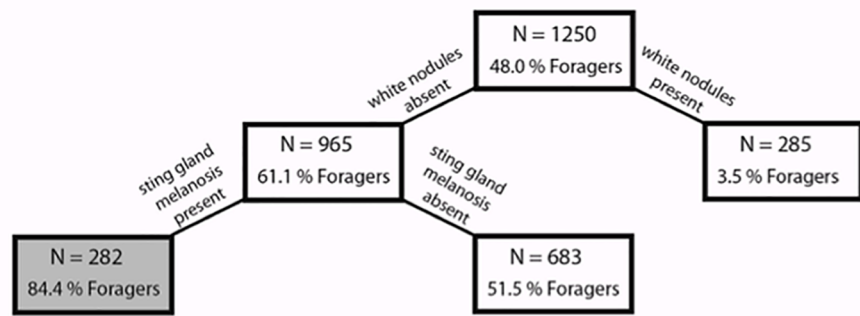 N = 1250
48.0 % Foragers
white nodules
absent
white nodules
present
N = 965
61.1 % Foragers
N = 285
3.5 % Foragers
sting gland
melanosis
present
sting gland
melanosis
absent
N = 282
84.4 % Foragers
N = 683
51.5 % Foragers